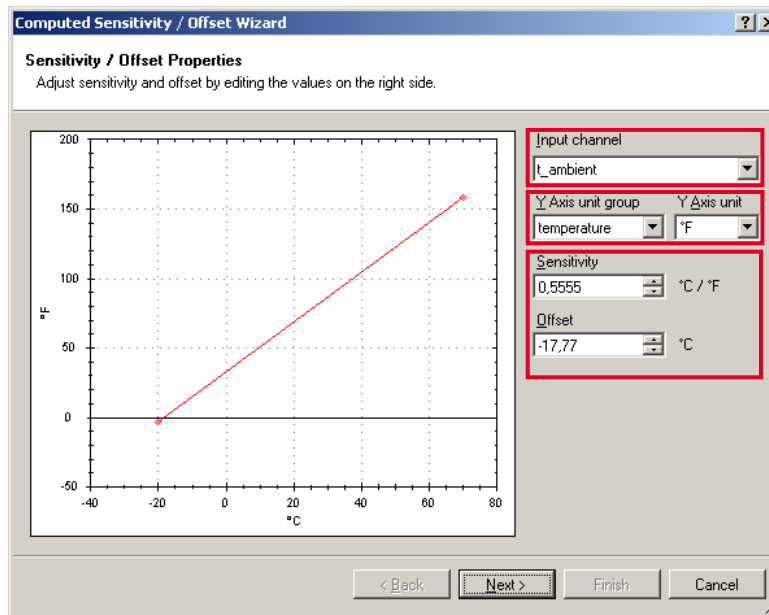 Computed Sensitivity / Offset Wizard
Sensitivity / Offset Properties
Adjust sensitivity and offset by editing the values on the right side.
200
150
100
50
0
-50
°F
-40
-20
0
20
40
60
80
°C
Input channel
t_ambient
Y Axis unit group
Y Axis unit
temperature
°F
Sensitivity
0,5555
°C / °F
Offset
-17,77
°C
< Back
Next >
Finish
Cancel